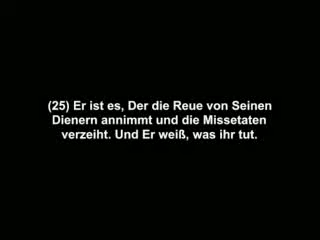 (25) Er ist es, Der die Reue von Seinen
Dienern annimmt und die Missetaten
verzeiht. Und Er weiß, was ihr tut.